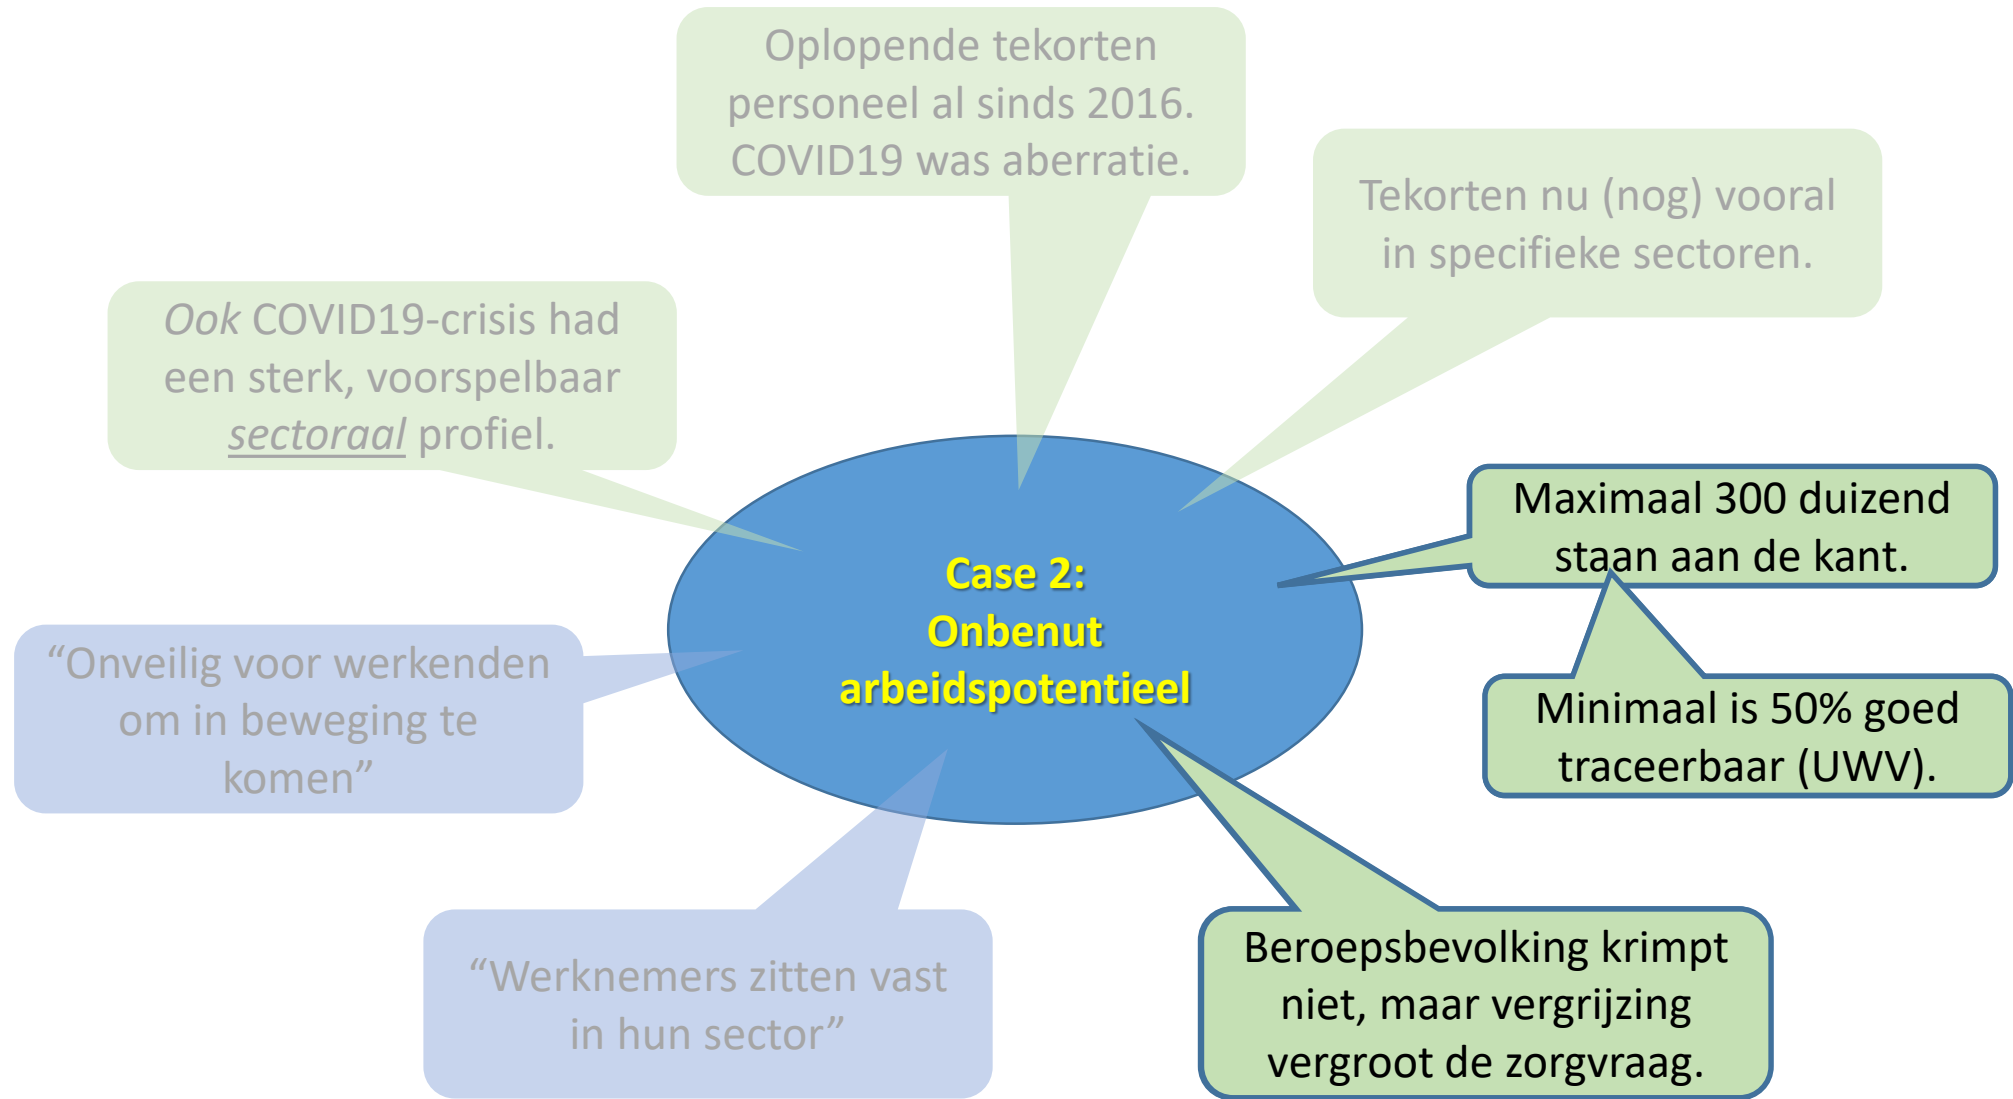 Oplopende tekorten
personeel al sinds 2016.
COVID19 was aberratie.
Tekorten nu (nog) vooral
in specifieke sectoren.
Ook COVID19-crisis had
een sterk, voorspelbaar
sectoraal profiel.
Maximaal 300 duizend
staan aan de kant.
Case 2:
Onbenut
arbeidspotentieel
“Onveilig voor werkenden
om in beweging te
komen”
Minimaal is 50% goed
traceerbaar (UWV).
“Werknemers zitten vast
in hun sector”
Beroepsbevolking krimpt
niet, maar vergrijzing
vergroot de zorgvraag.